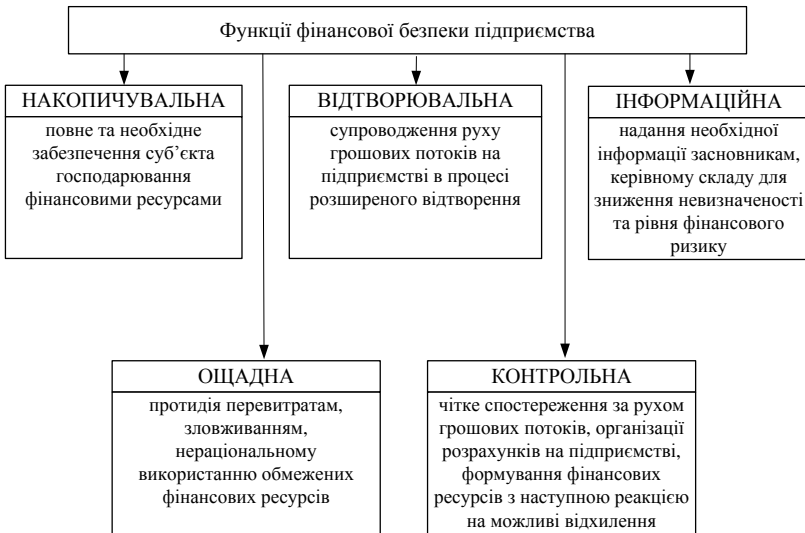 Функції фінансової безпеки підприємства
НАКОПИЧУВАЛЬНА
повне та необхідне
забезпечення суб’єкта
господарювання
фінансовими ресурсами
ВІДТВОРЮВАЛЬНА
супроводження руху
грошових потоків на
підприємстві в процесі
розширеного відтворення
ІНФОРМАЦІЙНА
надання необхідної
інформації засновникам,
керівному складу для
зниження невизначеності
та рівня фінансового
ризику
ОЩАДНА
протидія перевитратам,
зловживанням,
нераціональному
використанню обмежених
фінансових ресурсів
КОНТРОЛЬНА
чітке спостереження за рухом
грошових потоків, організації
розрахунків на підприємстві,
формування фінансових
ресурсів з наступною реакцією
на можливі відхилення